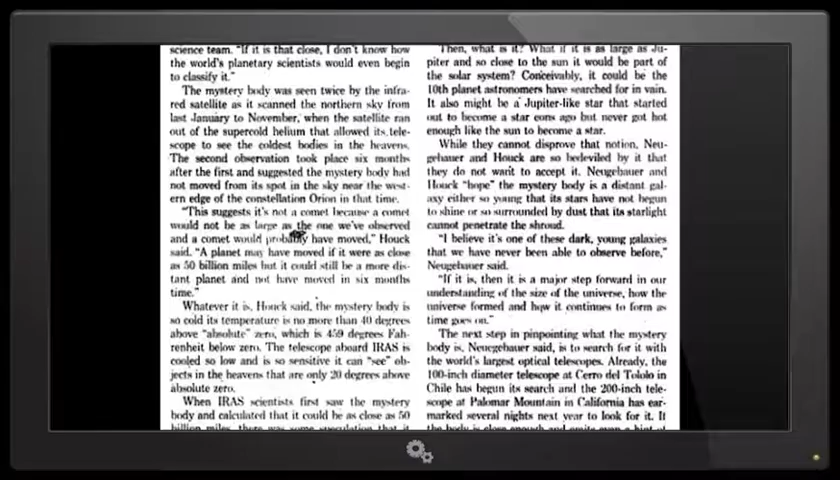 science team. "If it is that close, I don't know how
the world's planetary scientists would even begin
to classify it."
The mystery body was seen twice by the infra-
red satellite as it scanned the northern sky from
last January to November, when the satellite ran
out of the supercold helium that allowed its tele-
scope to see the coldest bodies in the heavens.
The second observation took place six months
after the first and suggested the mystery body had
not moved from its spot in the sky near the west-
ern edge of the constellation Orion in that time.
"This suggests it's not a comet because a comet
would not be as large as the one we've observed
and a comet would probably have moved," Houck
said. "A planet may have moved if it were as close
as 50 billion miles but it could still be a more dis-
tant planet and not have moved in six months
time."
Whatever it is, Houck said, the mystery body is
so cold its temperature is no more than 40 degrees
above "absolute" zero, which is 459 degrees Fah-
renheit below zero. The telescope aboard IRAS is
cooled so low and is so sensitive it can "see" ob-
jects in the heavens that are only 20 degrees above
absolute zero.
When IRAS scientists first saw the mystery
body and calculated that it could be as close as 50
billion miles, there was some speculation that it
Then, what is it? What if it is as large as Ju-
piter and so close to the sun it would be part of
the solar system? Conceivably, it could be the
10th planet astronomers have searched for in vain.
It also might be a Jupiter-like star that started
out to become a star eons ago but never got hot
enough like the sun to become a star.
While they cannot disprove that notion, Neu-
gebauer and Houck are so bedeviled by it that
they do not want to accept it. Neugebauer and
Houck "hope" the mystery body is a distant gal-
axy either so young that its stars have not begun
to shine or so surrounded by dust that its starlight
cannot penetrate the shroud.
"I believe it's one of these dark, young galaxies
that we have never been able to observe before,"
Neugebauer said.
"If it is, then it is a major step forward in our
understanding of the size of the universe, how the
universe formed and how it continues to form as
time goes on."
The next step in pinpointing what the mystery
body is, Neuegebauer said, is to search for it with
the world's largest optical telescopes. Already, the
100-inch diameter telescope at Cerro del Tololo in
Chile has begun its search and the 200-inch tele-
scope at Palomar Mountain in California has ear-
marked several nights next year to look for it. If
the body is close enough and emits even a hint of